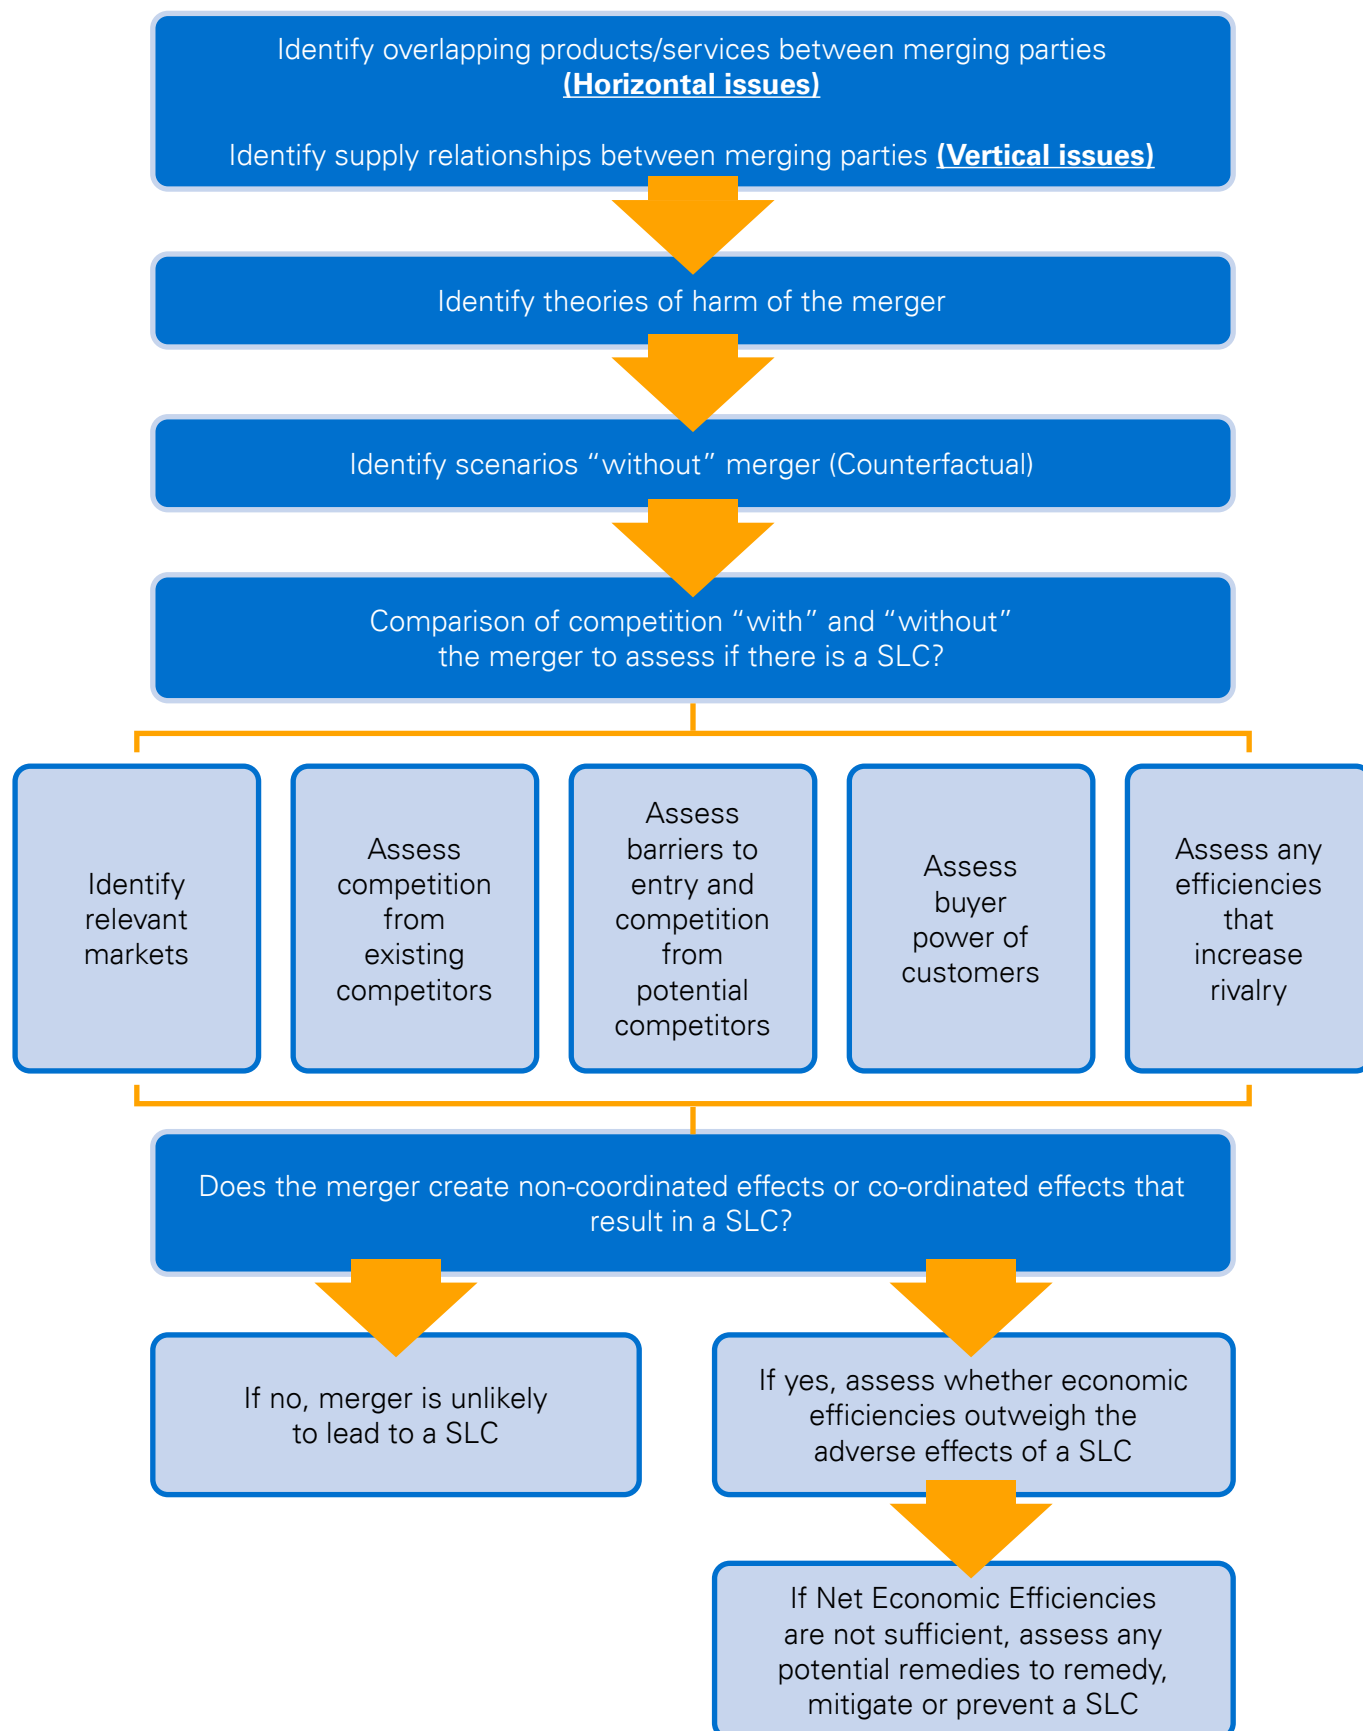 Identify overlapping products/services between merging parties
(Horizontal issues)
Identify supply relationships between merging parties (Vertical issues)
Identify theories of harm of the merger
Identify scenarios “without” merger (Counterfactual)
Comparison of competition “with” and “without”
the merger to assess if there is a SLC?
Identify
relevant
markets
Assess
competition
from
existing
competitors
Assess
barriers to
entry and
competition
from
potential
competitors
Assess
buyer
power of
customers
Assess any
efficiencies
that
increase
rivalry
Does the merger create non-coordinated effects or co-ordinated effects that
result in a SLC?
If no, merger is unlikely
to lead to a SLC
If yes, assess whether economic
efficiencies outweigh the
adverse effects of a SLC
If Net Economic Efficiencies
are not sufficient, assess any
potential remedies to remedy,
mitigate or prevent a SLC